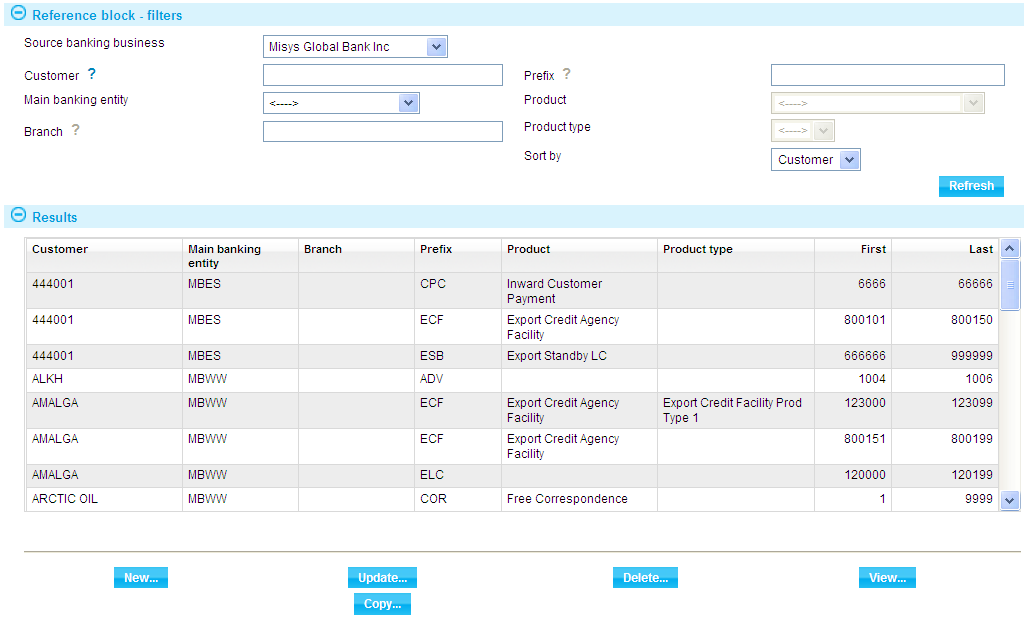 Reference block - filters
Source banking business Misys Global Bank Inc
Customer ? Prefix ?
Main banking entity <----> Product <---->
Branch ? Product type <---->
Sort by Customer
Refresh
Results
Customer Main banking entity Branch Prefix Product Product type First Last
444001 MBES CPC Inward Customer Payment 6666 66666
444001 MBES ECF Export Credit Agency Facility 800101 800150
444001 MBES ESB Export Standby LC 666666 999999
ALKH MBWW ADV 1004 1006
AMALGA MBWW ECF Export Credit Agency Facility Export Credit Facility Prod Type 1 123000 123099
AMALGA MBWW ECF Export Credit Agency Facility 800151 800199
AMALGA MBWW ELC 120000 120199
ARCTIC OIL MBWW COR Free Correspondence 1 9999
New... Update... Delete... View...
Copy...